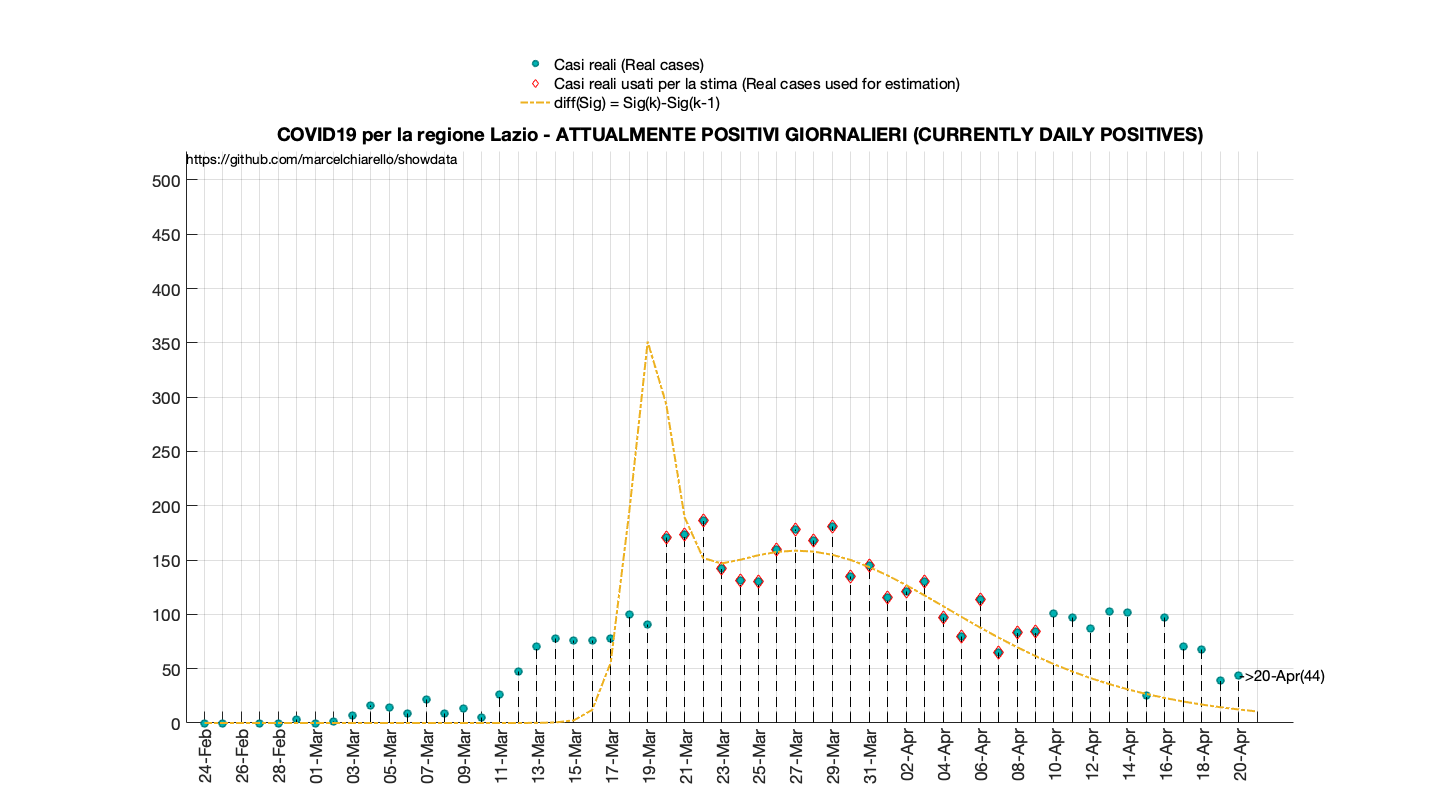 Casi reali (Real cases)
Casi reali usati per la stima (Real cases used for estimation)
diff(Sig) = Sig(k)-Sig(k-1)
COVID19 per la regione Lazio - ATTUALMENTE POSITIVI GIORNALIERI (CURRENTLY DAILY POSITIVES)
https://github.com/marcelchiarello/showdata
500
450
400
350
300
250
200
150
100
50
0
->20-Apr(44)
24-Feb
26-Feb
28-Feb
01-Mar
03-Mar
05-Mar
07-Mar
09-Mar
11-Mar
13-Mar
15-Mar
17-Mar
19-Mar
21-Mar
23-Mar
25-Mar
27-Mar
29-Mar
31-Mar
02-Apr
04-Apr
06-Apr
08-Apr
10-Apr
12-Apr
14-Apr
16-Apr
18-Apr
20-Apr